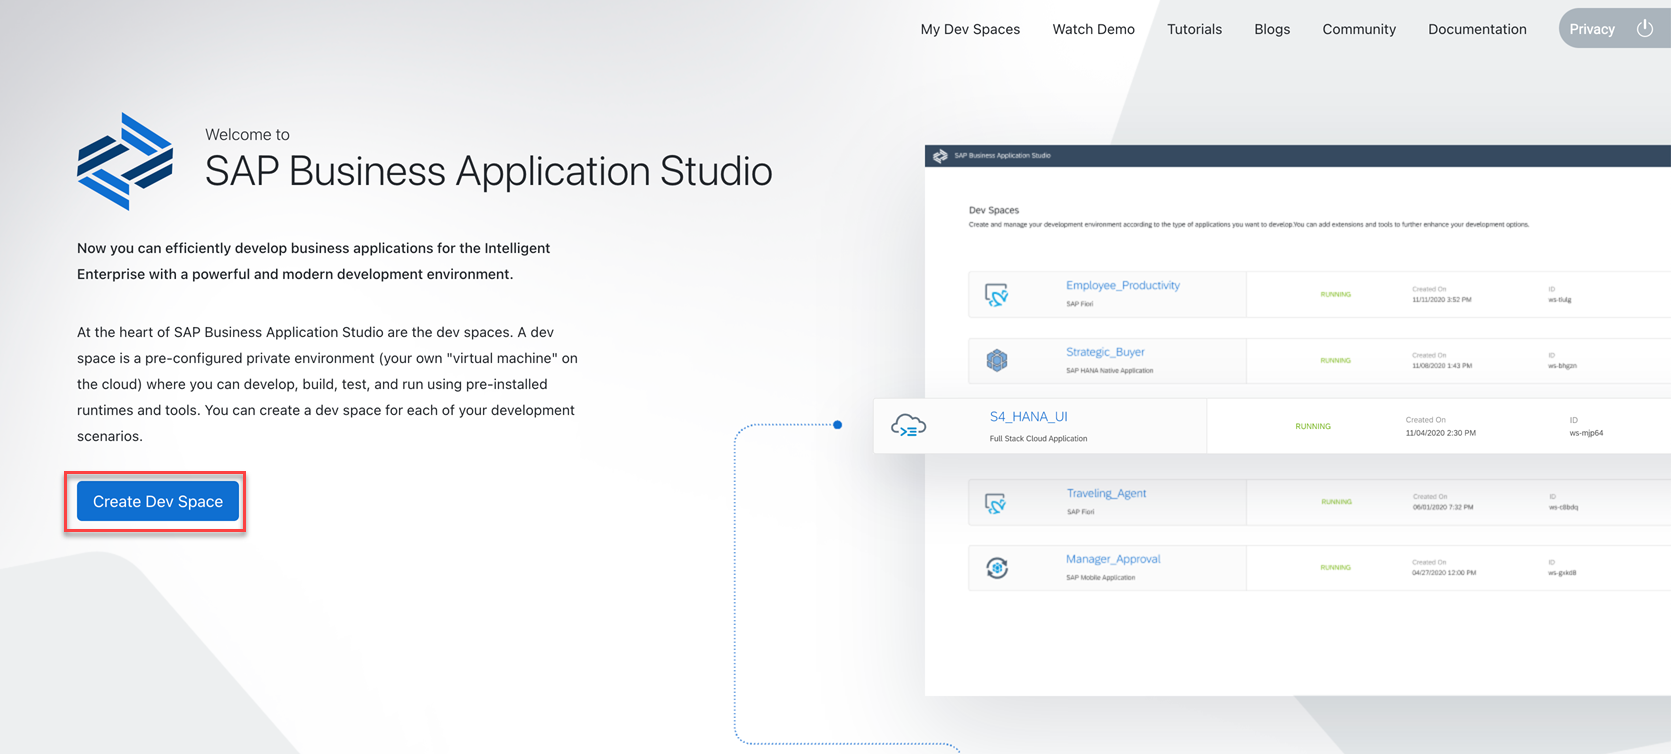 My Dev Spaces Watch Demo Tutorials Blogs Community Documentation Privacy
Welcome to
SAP Business Application Studio
Now you can efficiently develop business applications for the Intelligent
Enterprise with a powerful and modern development environment.
At the heart of SAP Business Application Studio are the dev spaces. A dev
space is a pre-configured private environment (your own "virtual machine" on
the cloud) where you can develop, build, test, and run using pre-installed
runtimes and tools. You can create a dev space for each of your development
scenarios.
Create Dev Space
SAP Business Application Studio
Dev Spaces
Create and manage your development environment according to the type of applications you want to develop.You can add extensions and tools to further enhance your development options.
Employee_Productivity
SAP Fiori
RUNNING
Created On
11/11/2020 3:52 PM
ID
Strategic_Buyer
SAP HANA Native Application
RUNNING
Created On
11/08/2020 1:43 PM
ID
ws-bhgzn
S4_HANA_UI
Full Stack Cloud Application
RUNNING
Created On
11/04/2020 2:30 PM
ID
ws-mjp64
Traveling_Agent
SAP Fiori
RUNNING
Created On
06/01/2020 7:32 PM
ID
ws-c8bdq
Manager_Approval
SAP Mobile Application
RUNNING
Created On
04/27/2020 12:00 PM
ID
ws-gxkd8